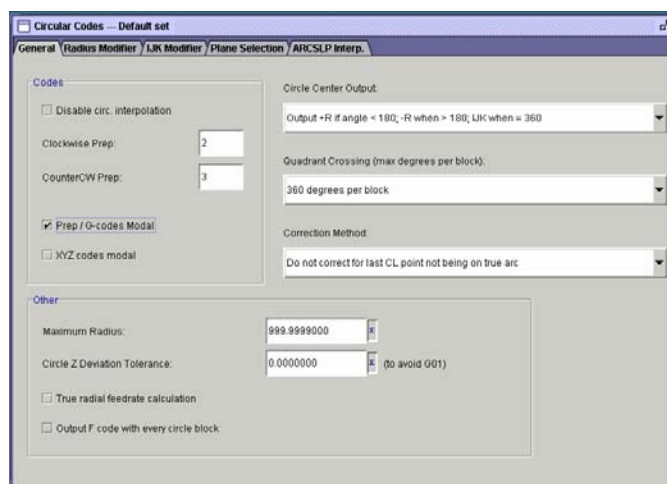 Circular Codes --- Default set
General Radius Modifier IJK Modifier Plane Selection ARCSLP Interp.
Codes
Disable circ. interpolation
Clockwise Prep: 2
CounterCW Prep: 3
Prep / G-codes Modal
XYZ codes modal
Circle Center Output:
Output +R if angle < 180; -R when > 180; IJK when = 360
Quadrant Crossing (max degrees per block):
360 degrees per block
Correction Method:
Do not correct for last CL point not being on true arc
Other
Maximum Radius: 999.9999000
Circle Z Deviation Tolerance: 0.0000000 (to avoid G01)
True radial feedrate calculation
Output F code with every circle block